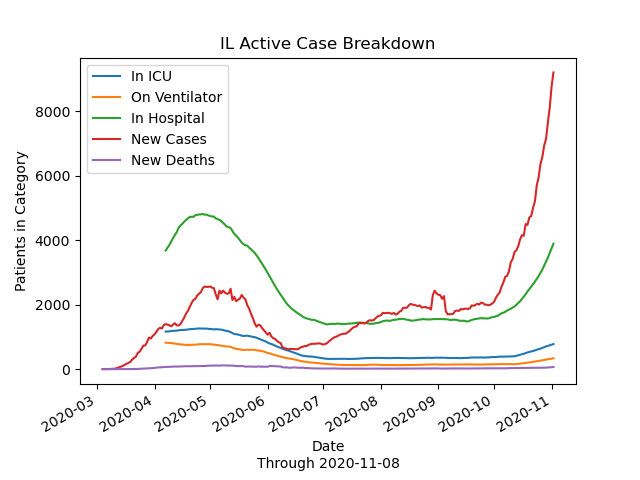 IL Active Case Breakdown
In ICU
On Ventilator
In Hospital
New Cases
New Deaths
Patients in Category
8000
6000
4000
2000
0
2020-03
2020-04
2020-05
2020-06
2020-07
2020-08
2020-09
2020-10
2020-11
Date
Through 2020-11-08